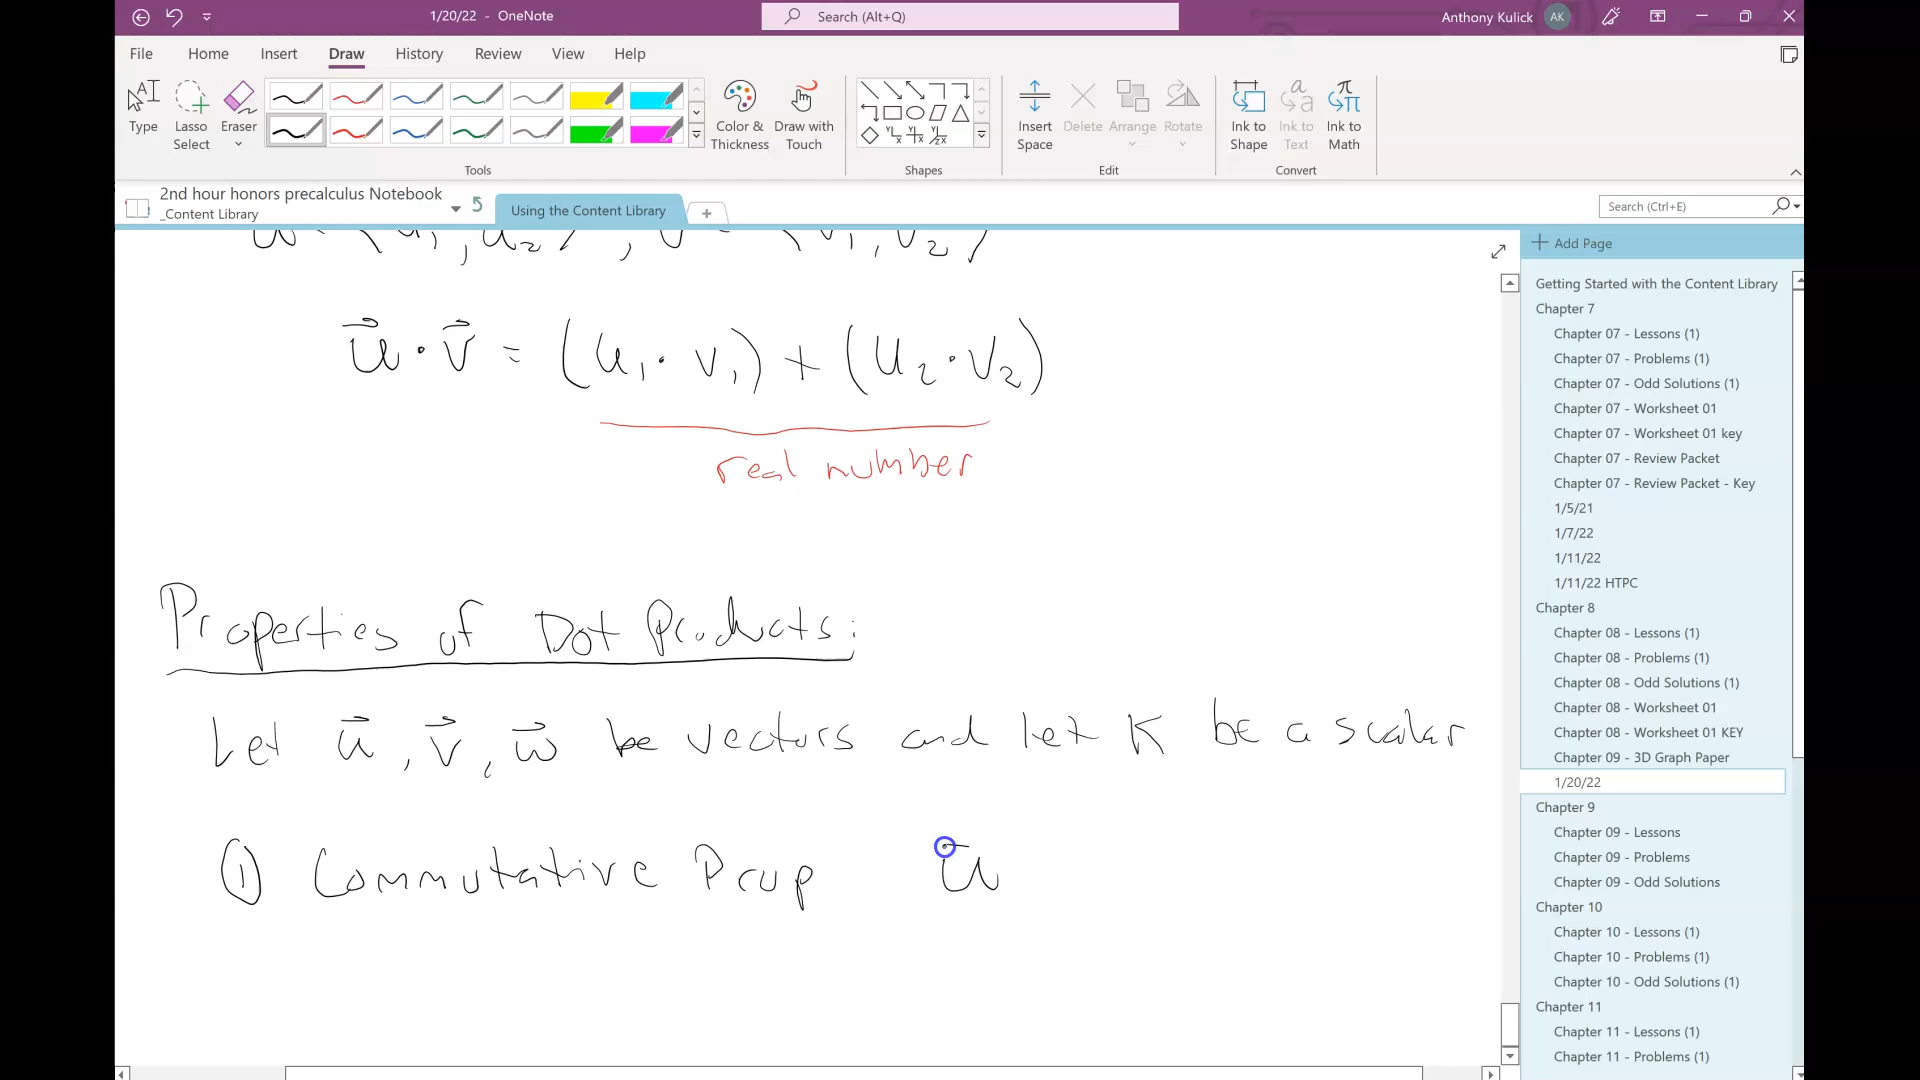 1/20/22 - OneNote
Search (Alt+Q)
Anthony Kulick AK
File Home Insert Draw History Review View Help
Type
Lasso Select
Eraser
Color & Thickness
Draw with Touch
Insert Space
Delete
Arrange
Rotate
Ink to Shape
Ink to Text
Ink to Math
Tools Shapes Edit Convert
2nd hour honors precalculus Notebook
_Content Library
Using the Content Library
Search (Ctrl+E)
u⃗ = ⟨u₁, u₂⟩, v⃗ = ⟨v₁, v₂⟩
u⃗ · v⃗ = (u₁ · v₁) + (u₂ · v₂)
real number
Properties of Dot Products:
Let u⃗, v⃗, w⃗ be vectors and let K be a scalar
① Commutative Prop u
Add Page
Getting Started with the Content Library
Chapter 7
Chapter 07 - Lessons (1)
Chapter 07 - Problems (1)
Chapter 07 - Odd Solutions (1)
Chapter 07 - Worksheet 01
Chapter 07 - Worksheet 01 key
Chapter 07 - Review Packet
Chapter 07 - Review Packet - Key
1/5/21
1/7/22
1/11/22
1/11/22 HTPC
Chapter 8
Chapter 08 - Lessons (1)
Chapter 08 - Problems (1)
Chapter 08 - Odd Solutions (1)
Chapter 08 - Worksheet 01
Chapter 08 - Worksheet 01 KEY
Chapter 09 - 3D Graph Paper
1/20/22
Chapter 9
Chapter 09 - Lessons
Chapter 09 - Problems
Chapter 09 - Odd Solutions
Chapter 10
Chapter 10 - Lessons (1)
Chapter 10 - Problems (1)
Chapter 10 - Odd Solutions (1)
Chapter 11
Chapter 11 - Lessons (1)
Chapter 11 - Problems (1)